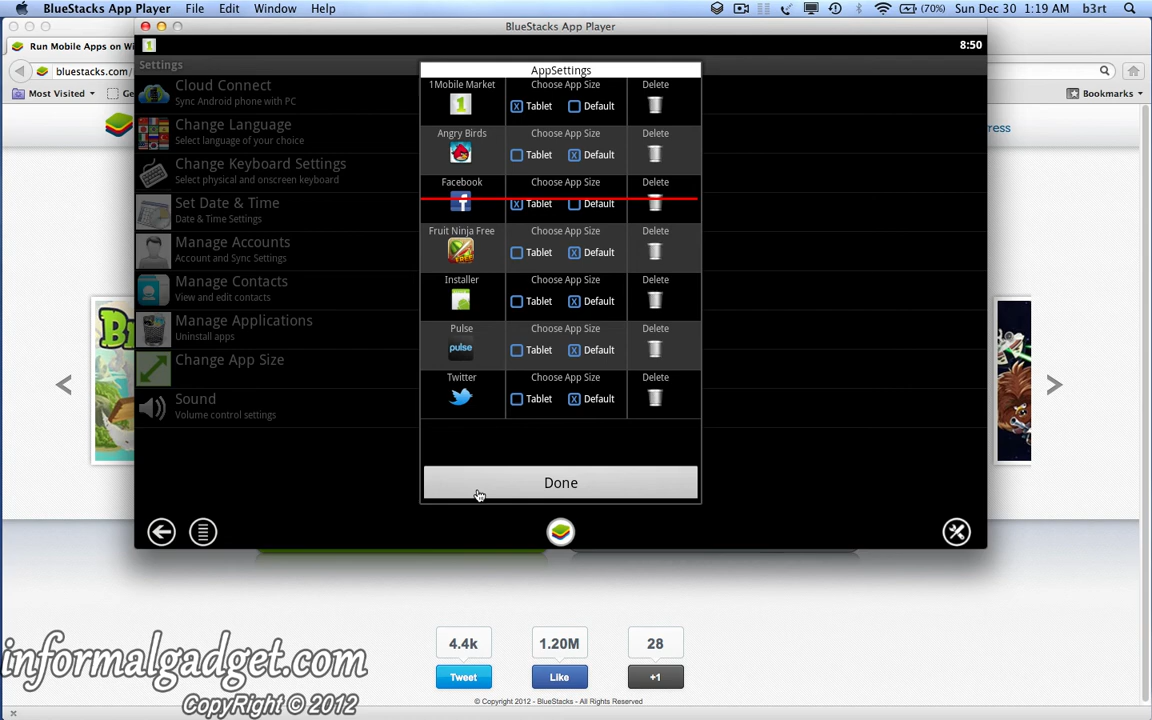 BlueStacks App Player File Edit Window Help (70%) Sun Dec 30 1:19 AM b3rt
BlueStacks App Player
Run Mobile Apps on Wi
1 8:50
bluestacks.com/
Most Visited Ge Bookmarks
ress
Settings
Cloud Connect
Sync Android phone with PC
Change Language
Select language of your choice
Change Keyboard Settings
Select physical and onscreen keyboard
Set Date & Time
Date & Time Settings
Manage Accounts
Account and Sync Settings
Manage Contacts
View and edit contacts
Manage Applications
Uninstall apps
Change App Size
Sound
Volume control settings
AppSettings
1Mobile Market Choose App Size Delete
1 X Tablet Default
Angry Birds Choose App Size Delete
Tablet X Default
Facebook Choose App Size Delete
f X Tablet Default
Fruit Ninja Free Choose App Size Delete
FREE Tablet X Default
Installer Choose App Size Delete
Tablet X Default
Pulse Choose App Size Delete
pulse Tablet X Default
Twitter Choose App Size Delete
Tablet X Default
Done
4.4k 1.20M 28
Tweet Like +1
© Copyright 2012 - BlueStacks - All Rights Reserved
informalgadget.com
CopyRight © 2012